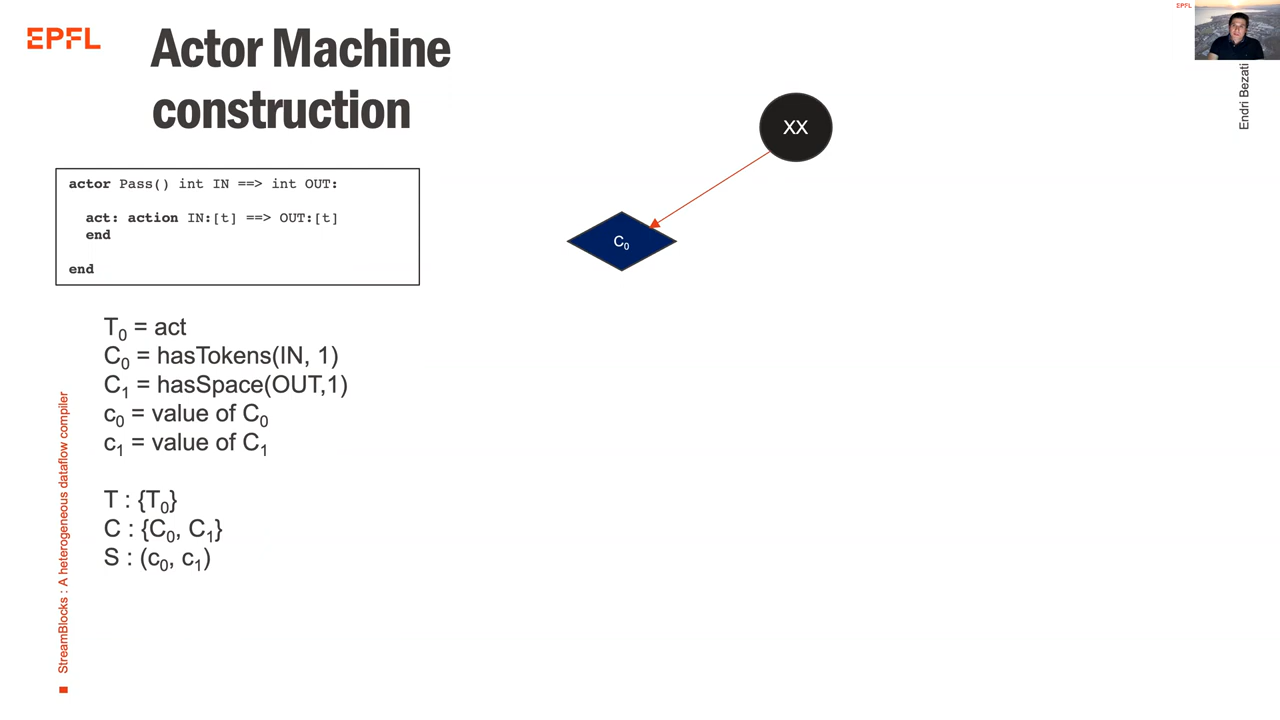 EPFL
Actor Machine
construction
EPFL
Endri Bezati
XX
C₀
actor Pass() int IN ==> int OUT:
act: action IN:[t] ==> OUT:[t]
end
end
T₀ = act
C₀ = hasTokens(IN, 1)
C₁ = hasSpace(OUT,1)
c₀ = value of C₀
c₁ = value of C₁
T : {T₀}
C : {C₀, C₁}
S : (c₀, c₁)
StreamBlocks : A heterogeneous dataflow compiler